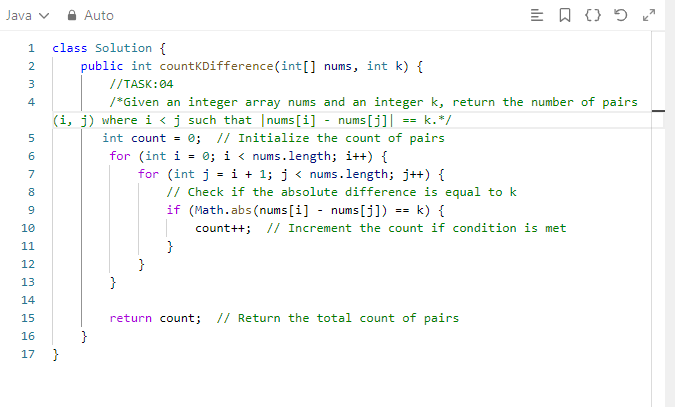 Java Auto
1 class Solution {
2 public int countKDifference(int[] nums, int k) {
3 //TASK:04
4 /*Given an integer array nums and an integer k, return the number of pairs
(i, j) where i < j such that |nums[i] - nums[j]| == k.*/
5 int count = 0; // Initialize the count of pairs
6 for (int i = 0; i < nums.length; i++) {
7 for (int j = i + 1; j < nums.length; j++) {
8 // Check if the absolute difference is equal to k
9 if (Math.abs(nums[i] - nums[j]) == k) {
10 count++; // Increment the count if condition is met
11 }
12 }
13 }
14
15 return count; // Return the total count of pairs
16 }
17 }